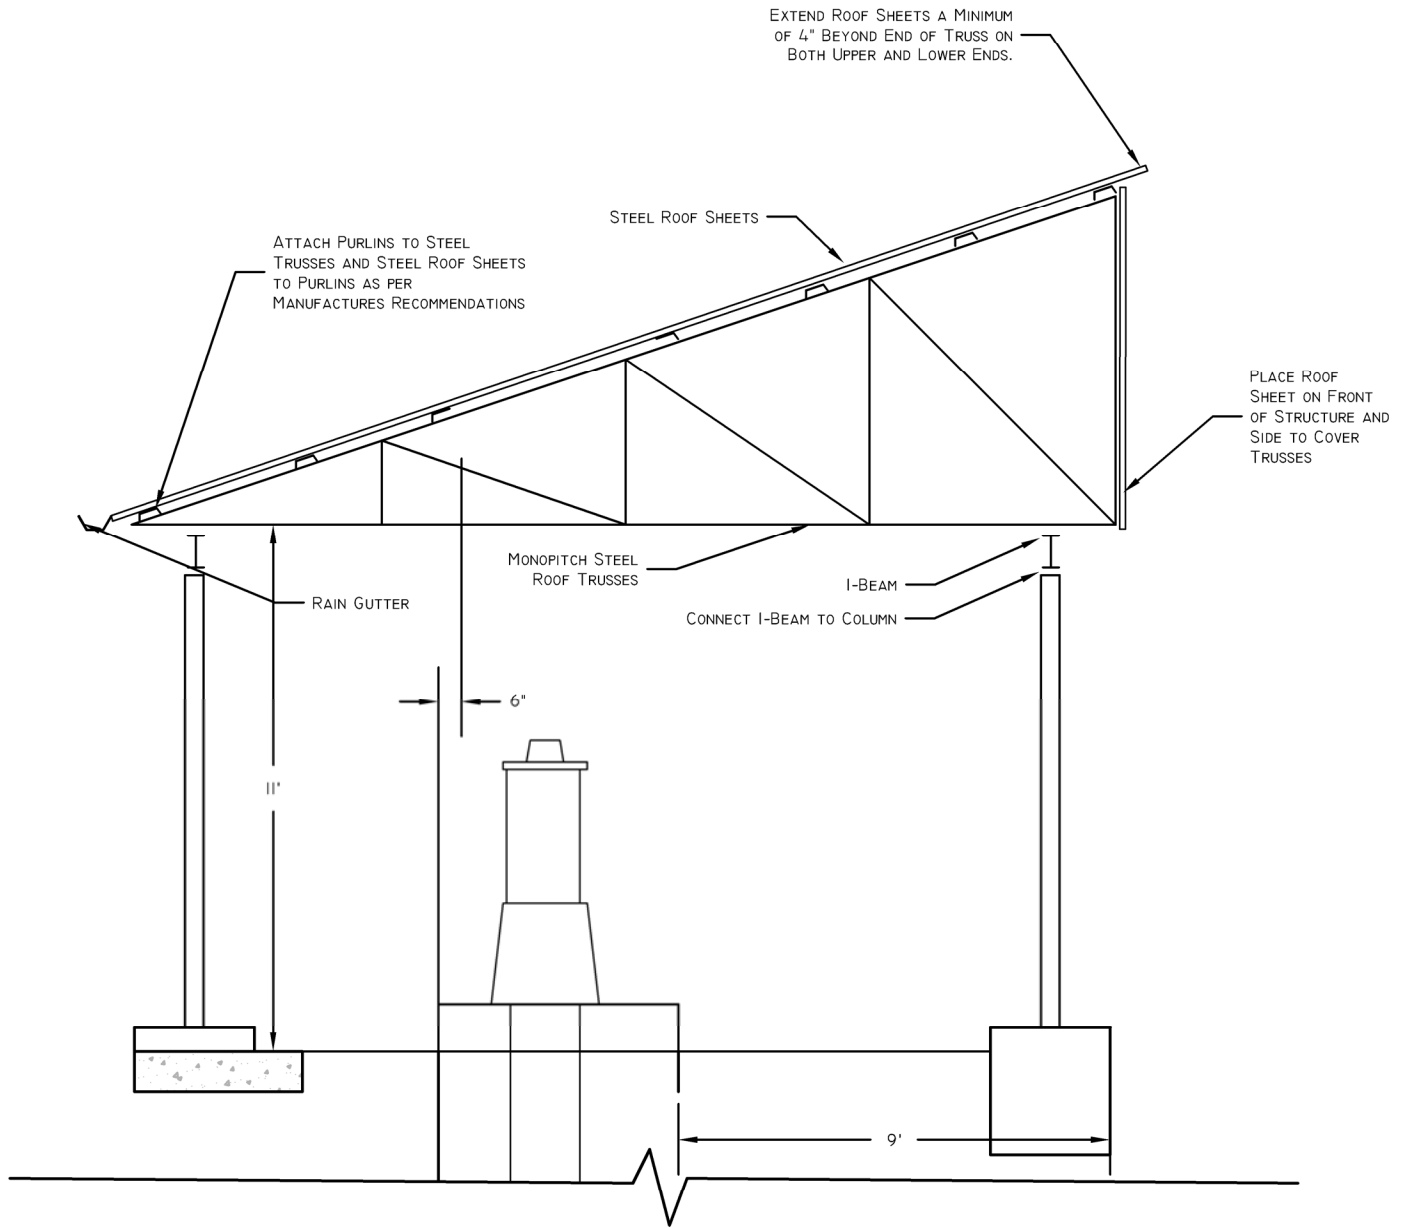 Extend Roof Sheets a Minimum
of 4" Beyond End of Truss on
Both Upper and Lower Ends.
Steel Roof Sheets
Attach Purlins to Steel
Trusses and Steel Roof Sheets
to Purlins as per
Manufactures Recommendations
Place Roof
Sheet on Front
of Structure and
Side to Cover
Trusses
Monopitch Steel
Roof Trusses
I-Beam
Rain Gutter
Connect I-Beam to Column
6"
11'
9'